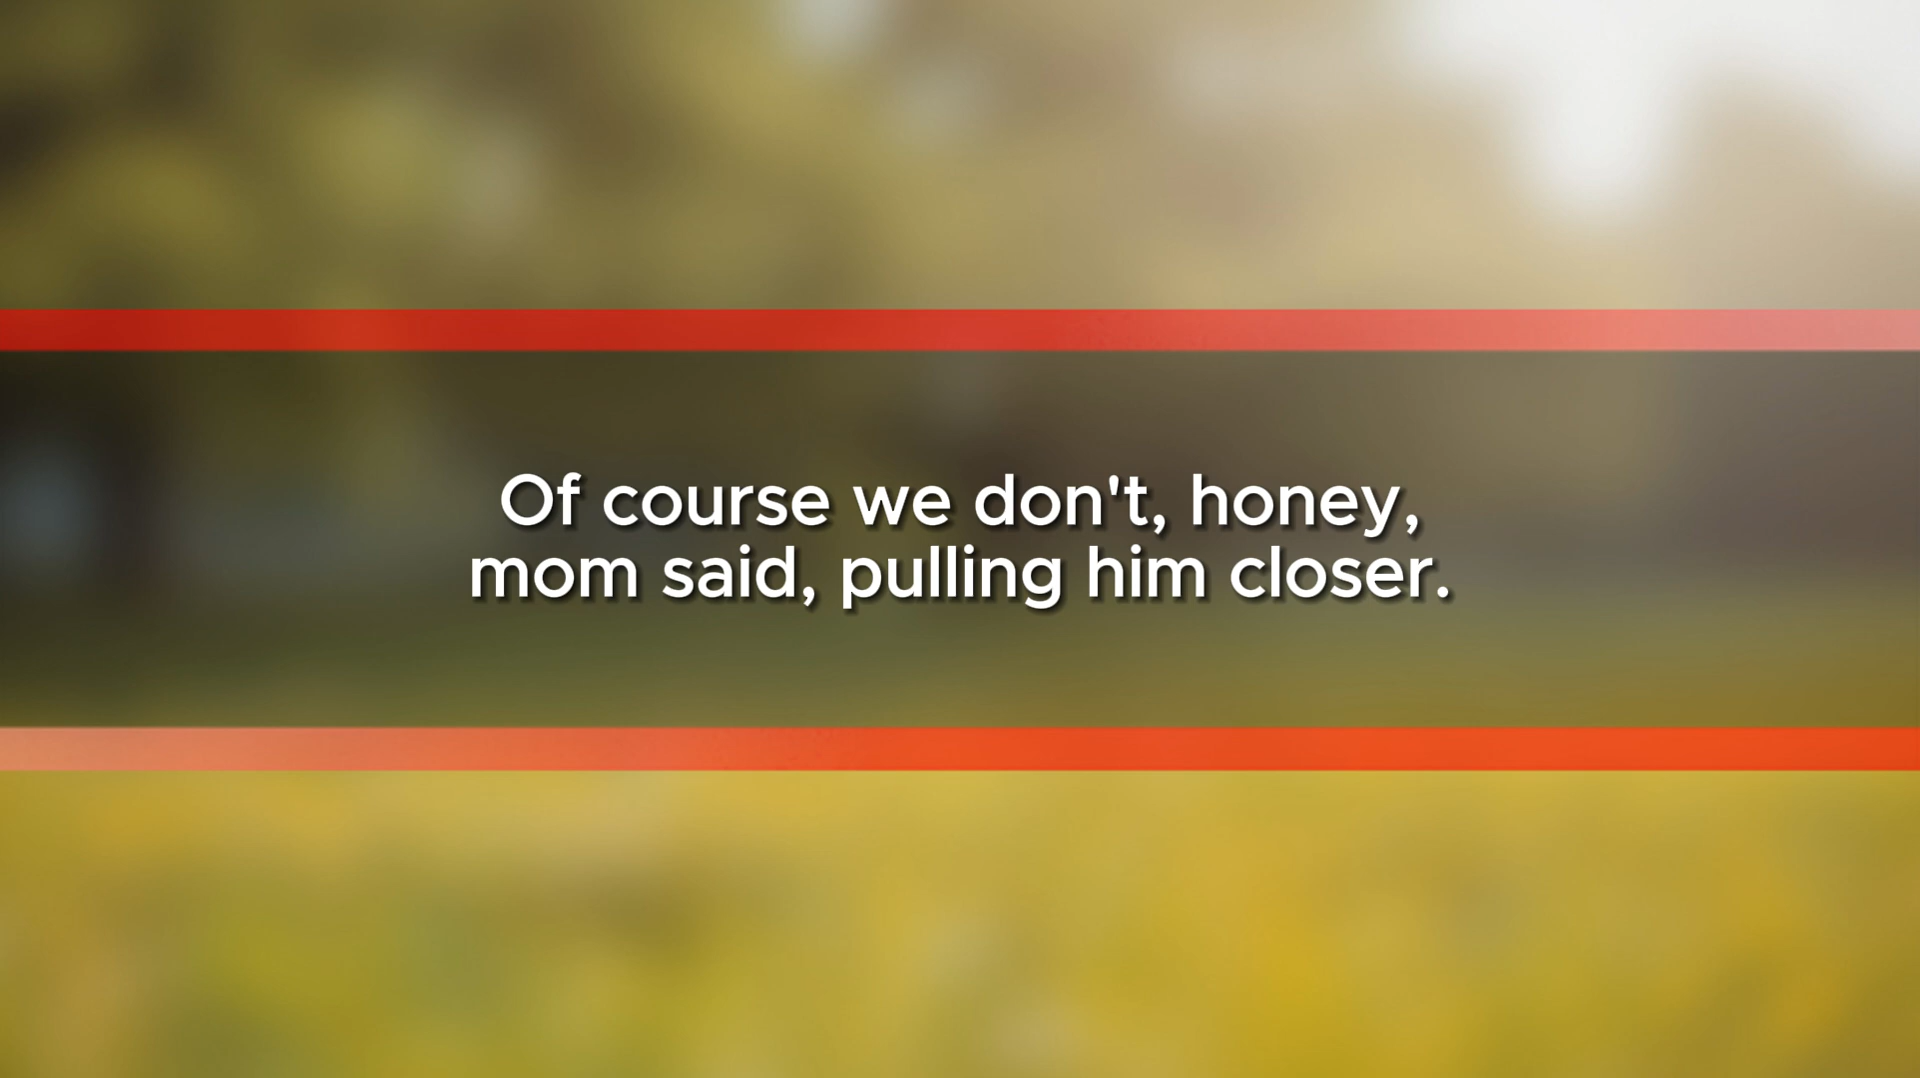 Of course we don't, honey,
mom said, pulling him closer.